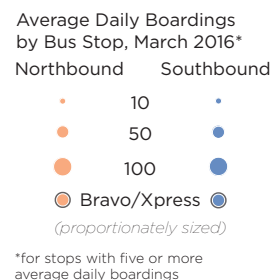 Average Daily Boardings
by Bus Stop, March 2016*
Northbound Southbound
10
50
100
Bravo/Xpress
(proportionately sized)
*for stops with five or more
average daily boardings